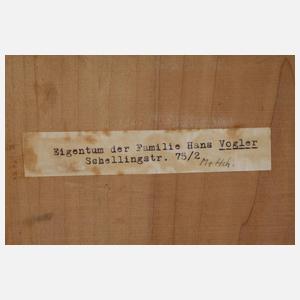 Eigentum der Familie Hans Vogler
Schellingstr. 75/2